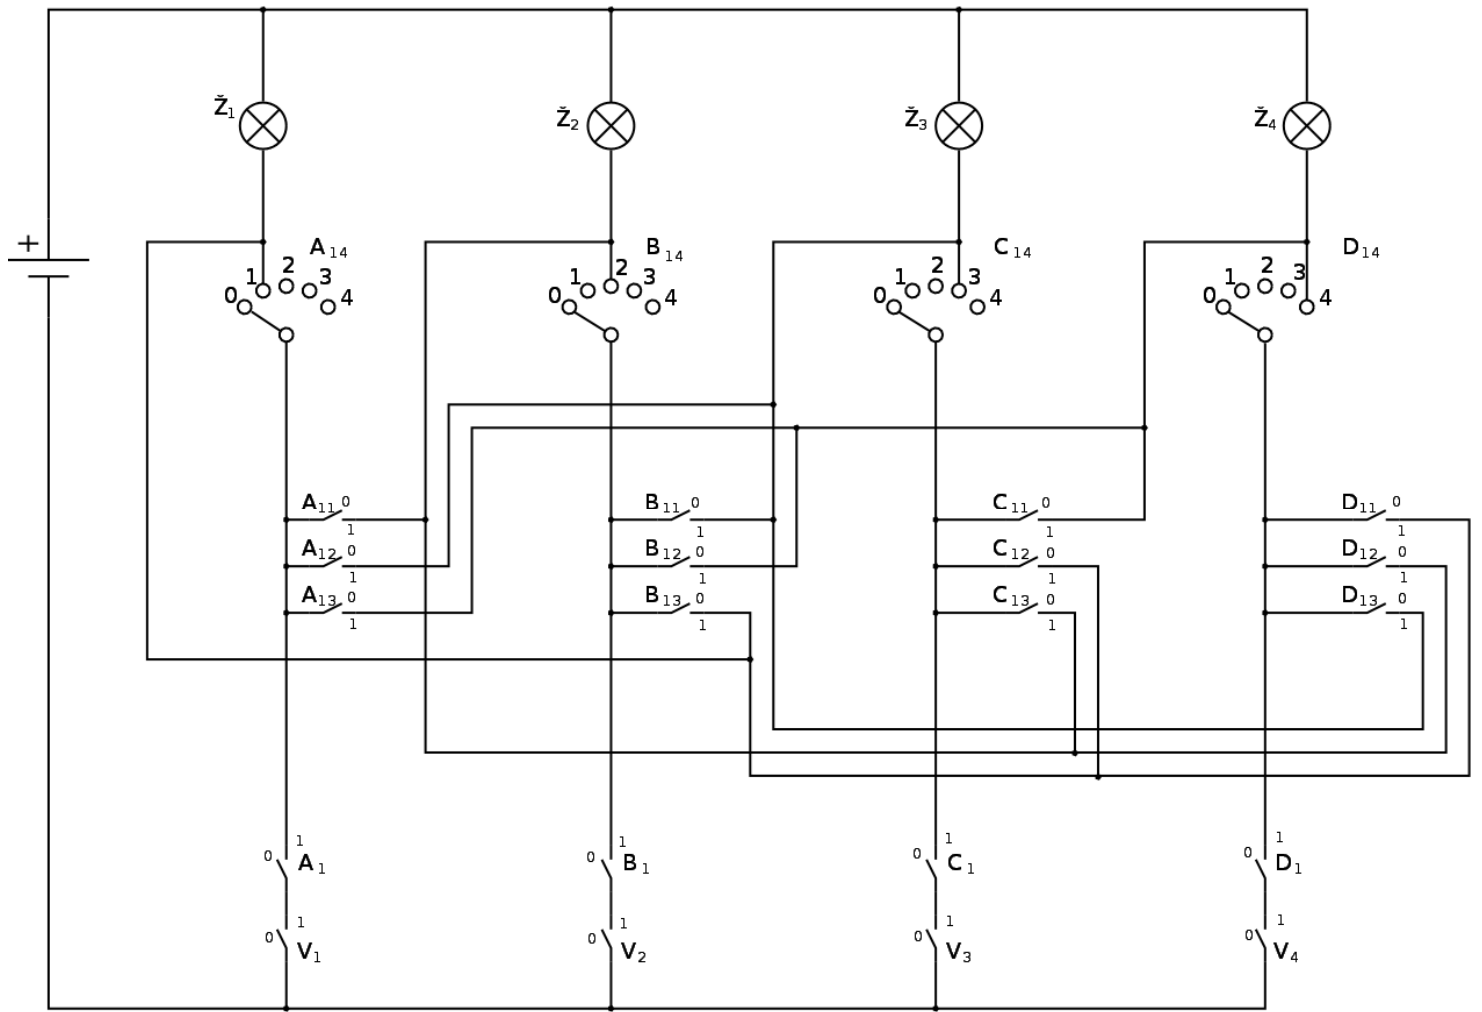 Ž1 Ž2 Ž3 Ž4
+
A14 B14 C14 D14
0 1 2 3 4 0 1 2 3 4 0 1 2 3 4 0 1 2 3 4
A11 0 1 B11 0 1 C11 0 1 D11 0 1
A12 0 1 B12 0 1 C12 0 1 D12 0 1
A13 0 1 B13 0 1 C13 0 1 D13 0 1
0 1 A1 0 1 B1 0 1 C1 0 1 D1
0 1 V1 0 1 V2 0 1 V3 0 1 V4